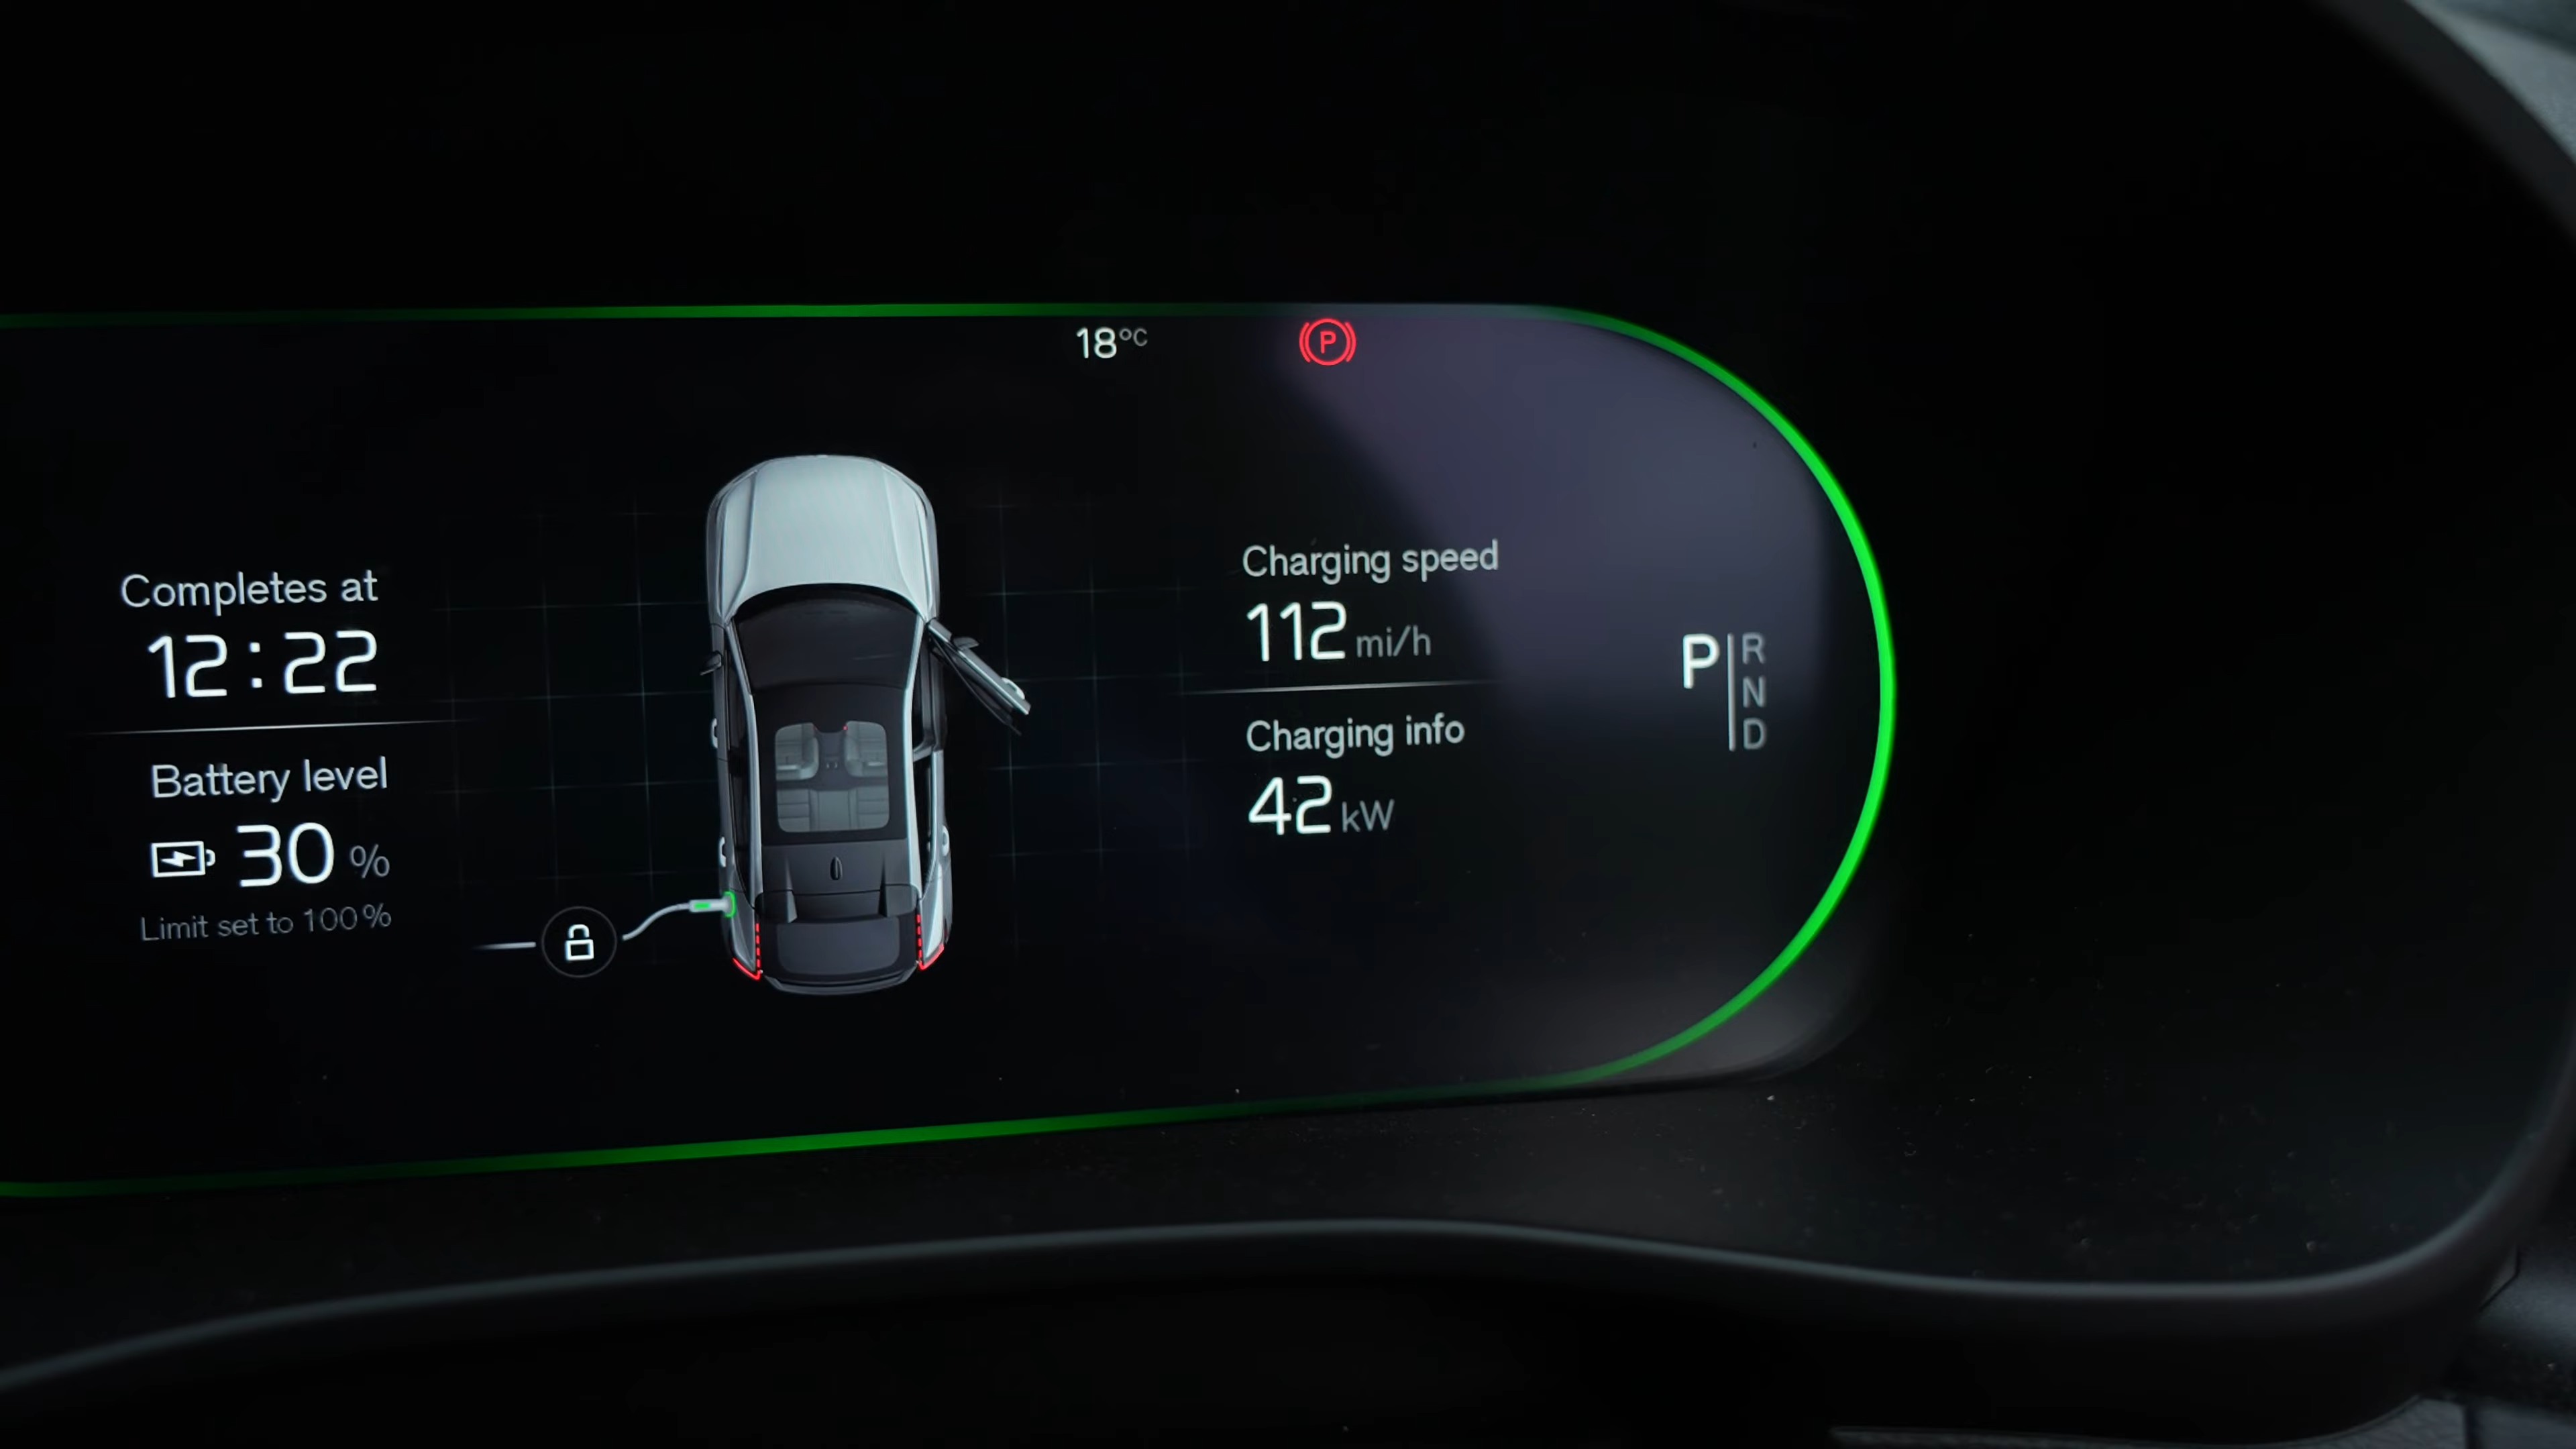 18°C
P
Completes at
12:22
Battery level
30 %
Limit set to 100%
Charging speed
112 mi/h
Charging info
42 kW
P
R
N
D